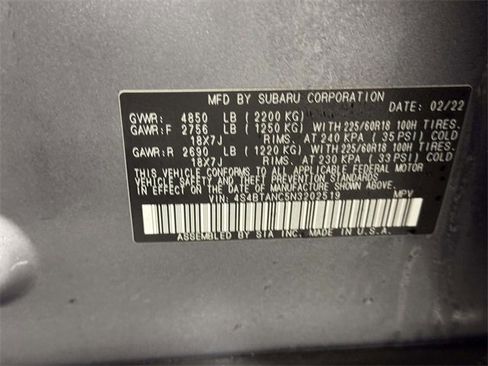 MFD BY SUBARU CORPORATION
DATE: 02/22
GVWR: 4850 LB (2200 KG)
GAWR:F 2756 LB (1250 KG) WITH 225/60R18 100H TIRES.
18X7J RIMS. AT 240 KPA (35 PSI) COLD
GAWR:R 2690 LB (1220 KG) WITH 225/60R18 100H TIRES.
18X7J RIMS. AT 230 KPA (33 PSI) COLD
THIS VEHICLE CONFORMS TO ALL APPLICABLE FEDERAL MOTOR
VEHICLE SAFETY, BUMPER, AND THEFT PREVENTION STANDARDS
IN EFFECT ON THE DATE OF MANUFACTURE SHOWN ABOVE.
VIN: 4S4BTANC5N3202519 MPV
ASSEMBLED BY SIA INC. MADE IN U.S.A.